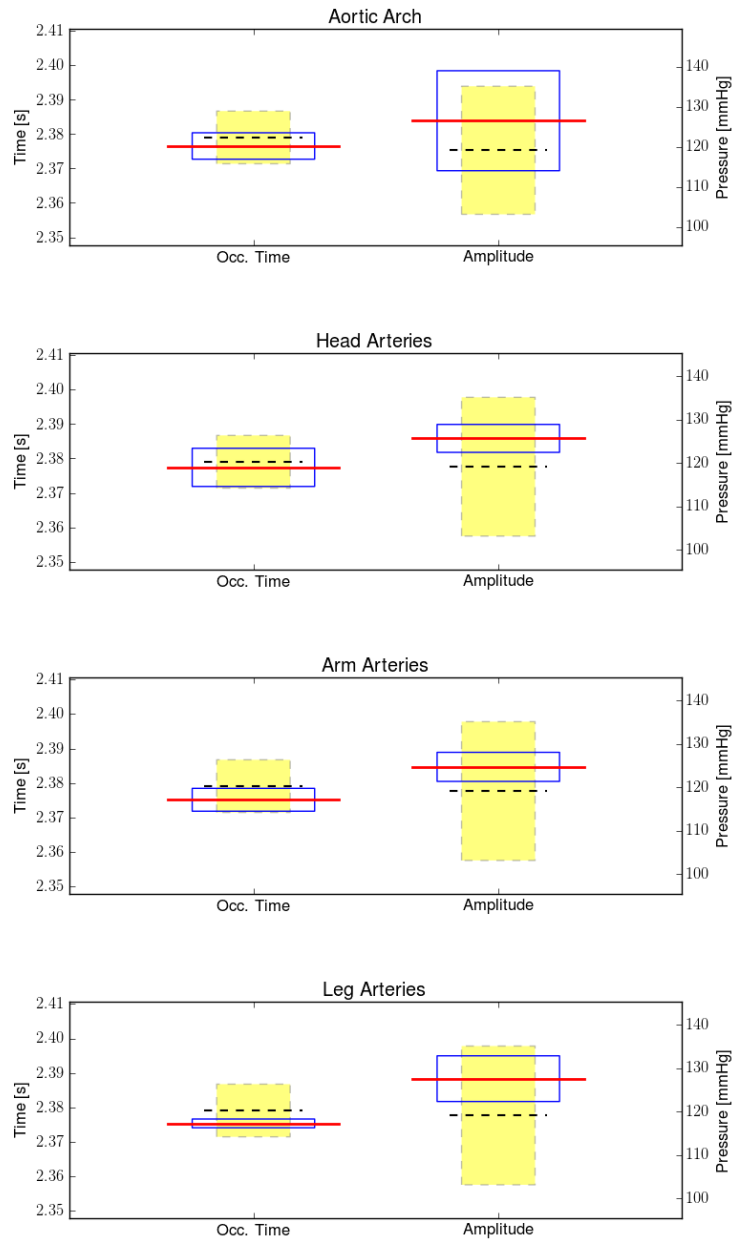 Aortic Arch
2.41
2.40
2.39
2.38
2.37
2.36
2.35
Time [s]
140
130
120
110
100
Pressure [mmHg]
Occ. Time
Amplitude
Head Arteries
2.41
2.40
2.39
2.38
2.37
2.36
2.35
Time [s]
140
130
120
110
100
Pressure [mmHg]
Occ. Time
Amplitude
Arm Arteries
2.41
2.40
2.39
2.38
2.37
2.36
2.35
Time [s]
140
130
120
110
100
Pressure [mmHg]
Occ. Time
Amplitude
Leg Arteries
2.41
2.40
2.39
2.38
2.37
2.36
2.35
Time [s]
140
130
120
110
100
Pressure [mmHg]
Occ. Time
Amplitude